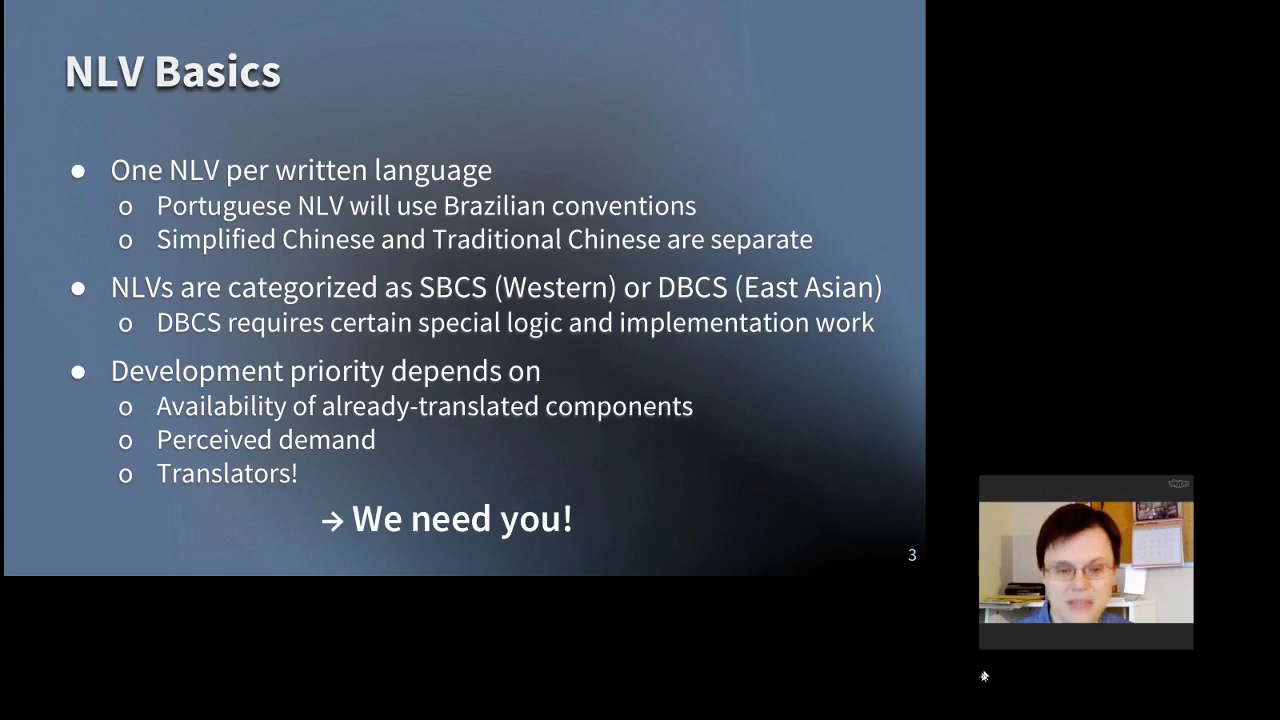 NLV Basics
● One NLV per written language
o Portuguese NLV will use Brazilian conventions
o Simplified Chinese and Traditional Chinese are separate
● NLVs are categorized as SBCS (Western) or DBCS (East Asian)
o DBCS requires certain special logic and implementation work
● Development priority depends on
o Availability of already-translated components
o Perceived demand
o Translators!
→ We need you!
3
skype